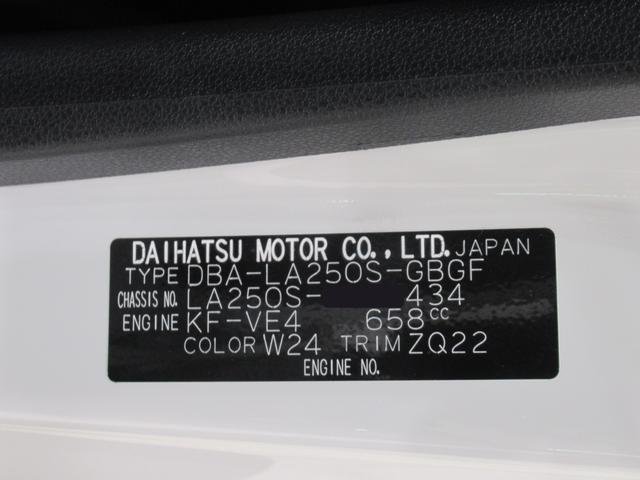 DAIHATSU MOTOR CO., LTD. JAPAN
TYPE DBA-LA250S-GBGF
CHASSIS NO. LA250S- 434
ENGINE KF-VE4 658cc
COLOR W24 TRIM ZQ22
ENGINE NO.